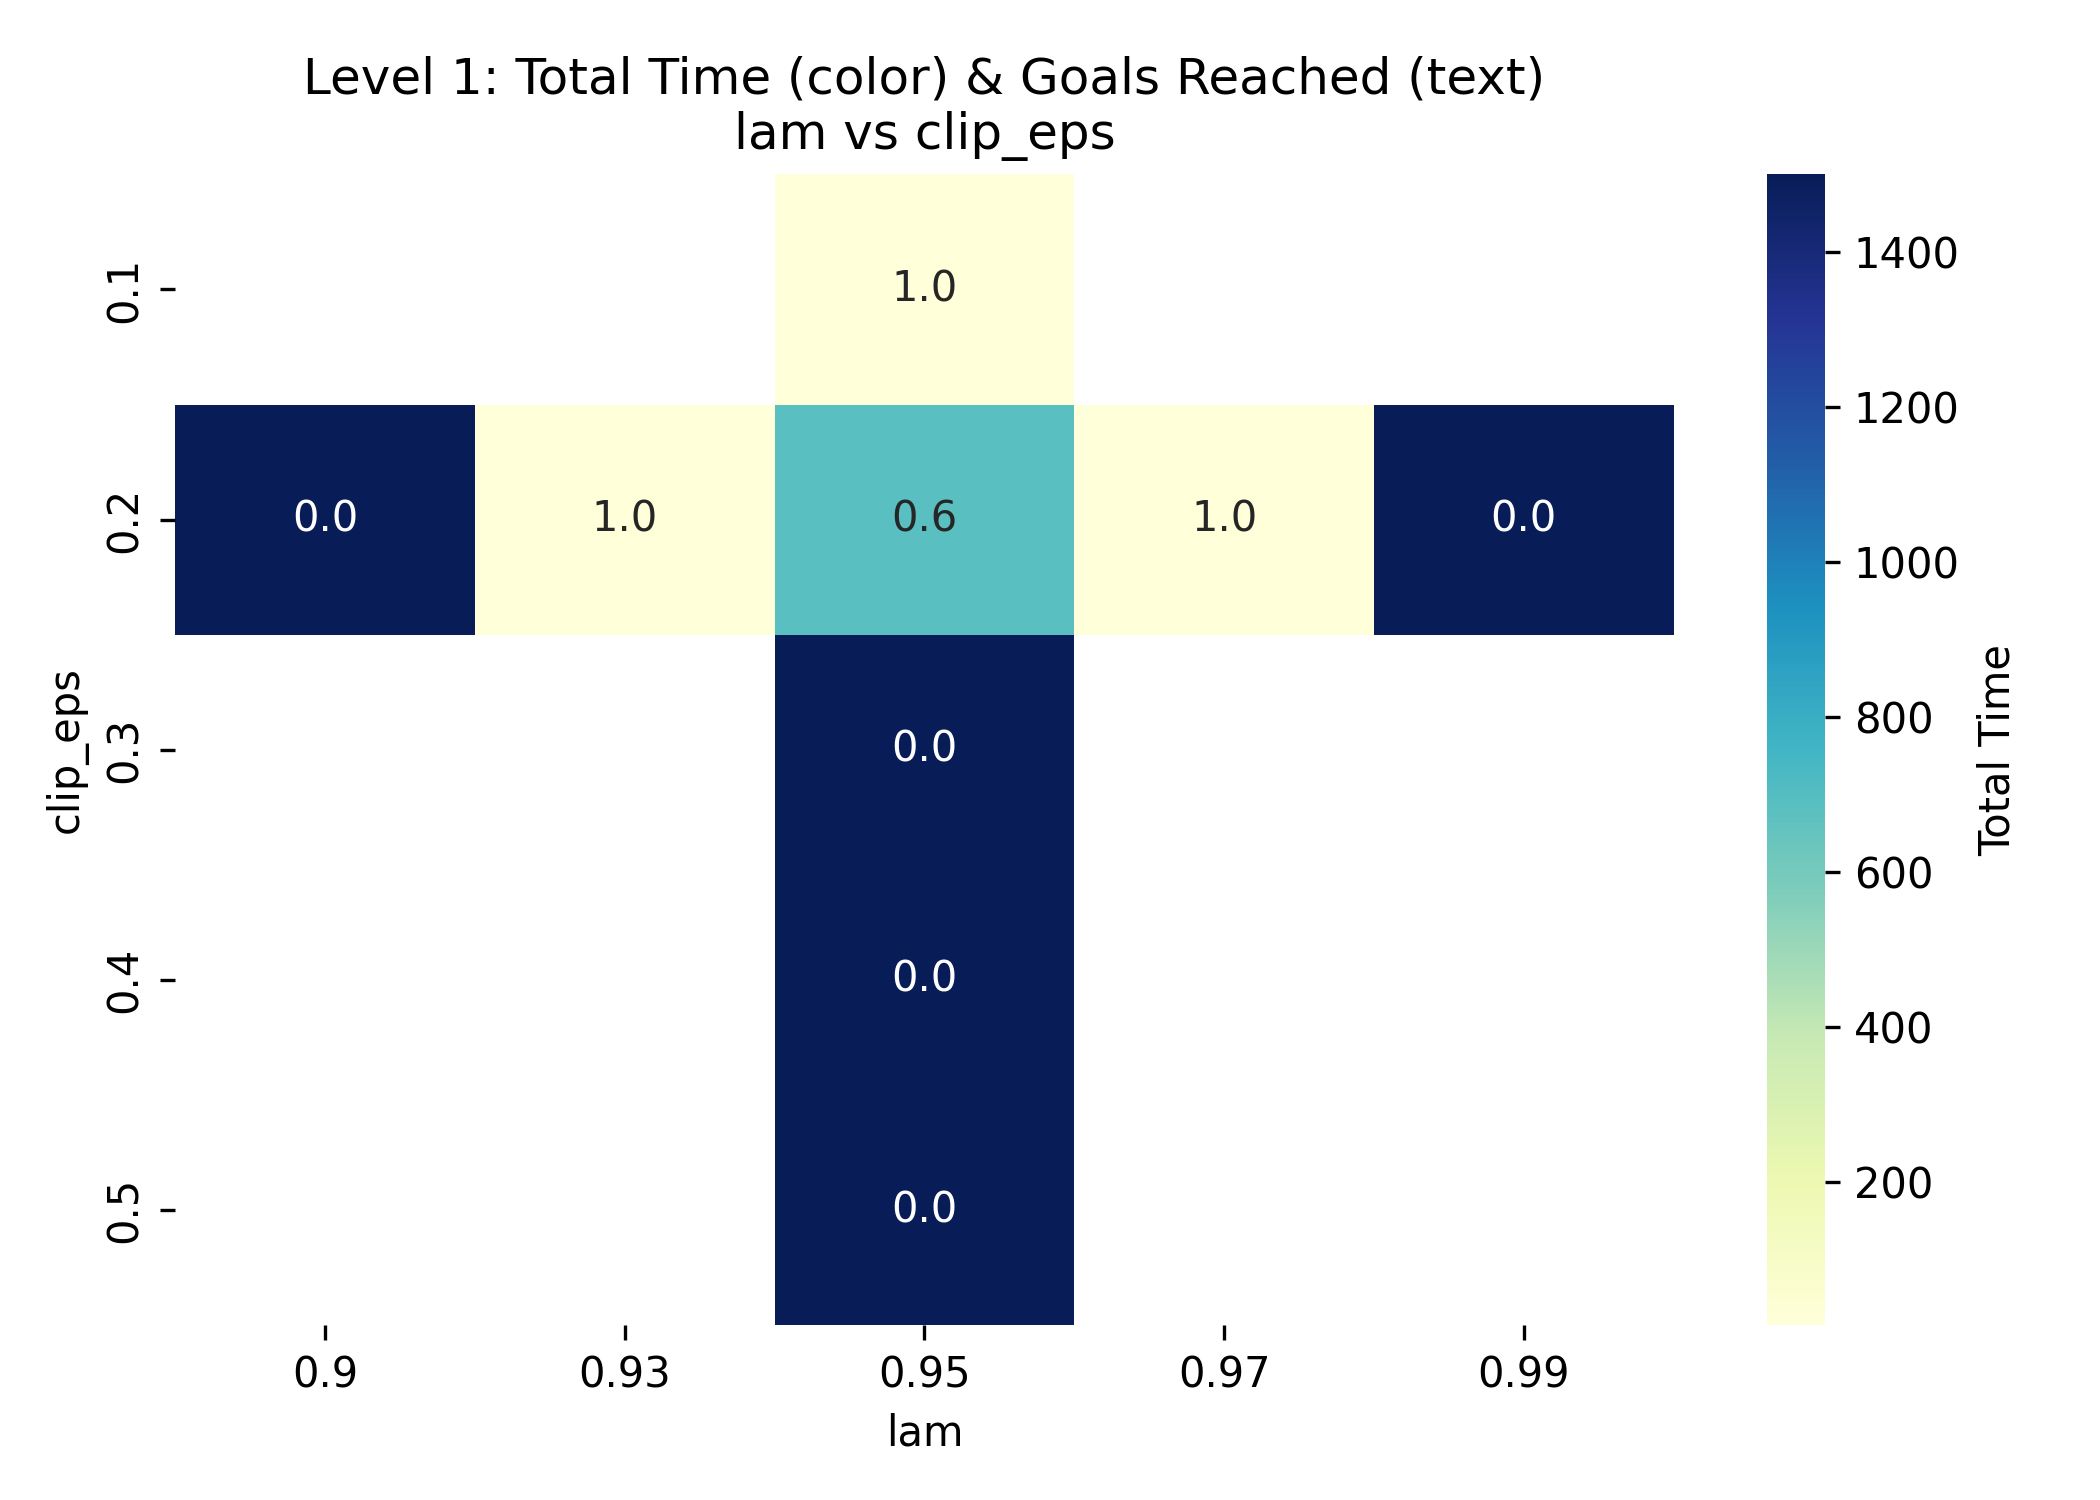 Level 1: Total Time (color) & Goals Reached (text)
lam vs clip_eps
clip_eps
0.1
1.0
0.2
0.0 1.0 0.6 1.0 0.0
0.3
0.0
0.4
0.0
0.5
0.0
0.9 0.93 0.95 0.97 0.99
lam
1400
1200
1000
800
600
400
200
Total Time